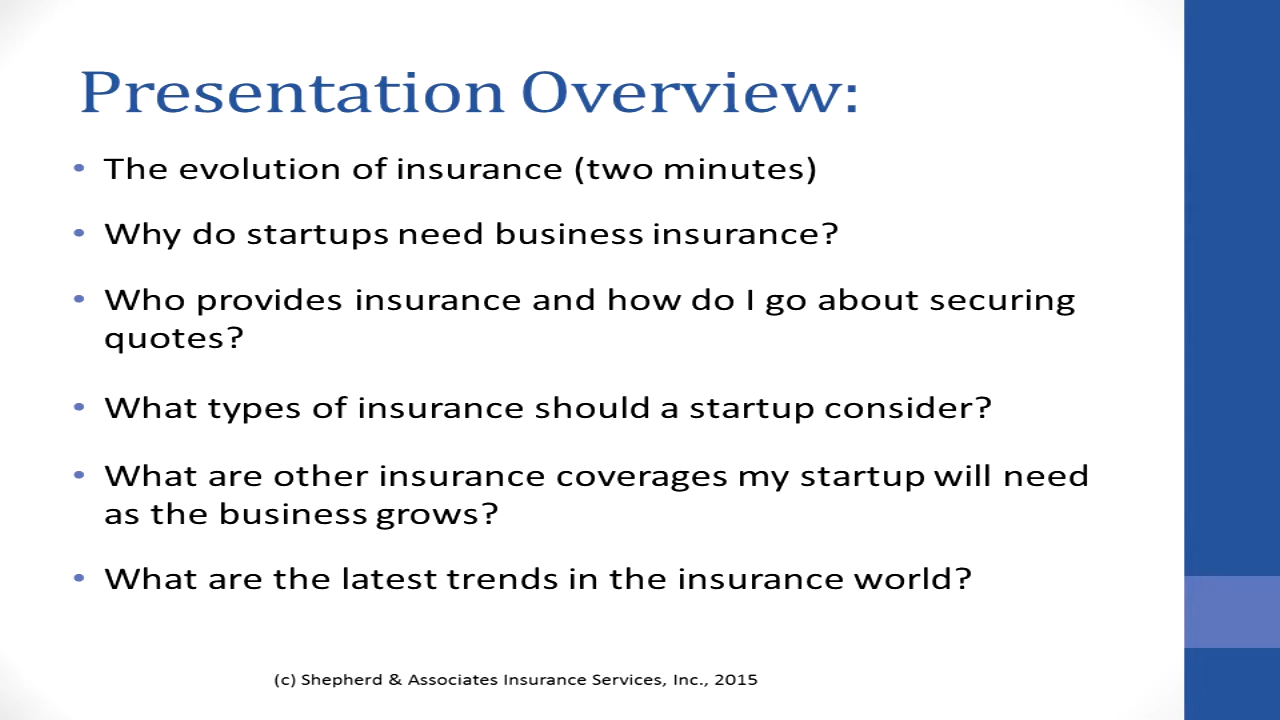 Presentation Overview:
• The evolution of insurance (two minutes)
• Why do startups need business insurance?
• Who provides insurance and how do I go about securing
quotes?
• What types of insurance should a startup consider?
• What are other insurance coverages my startup will need
as the business grows?
• What are the latest trends in the insurance world?
(c) Shepherd & Associates Insurance Services, Inc., 2015